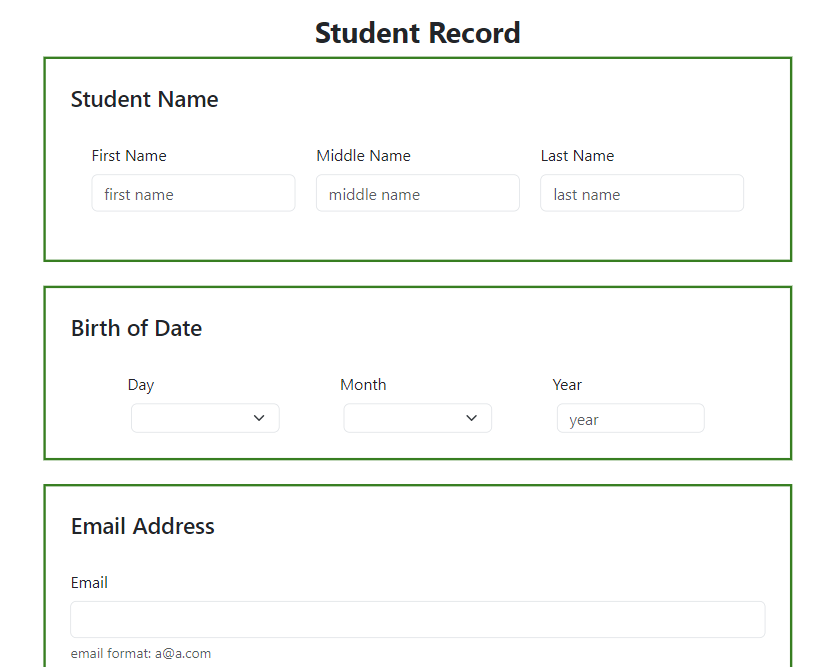 Student Record
Student Name
First Name Middle Name Last Name
first name middle name last name
Birth of Date
Day Month Year
year
Email Address
Email
email format: a@a.com